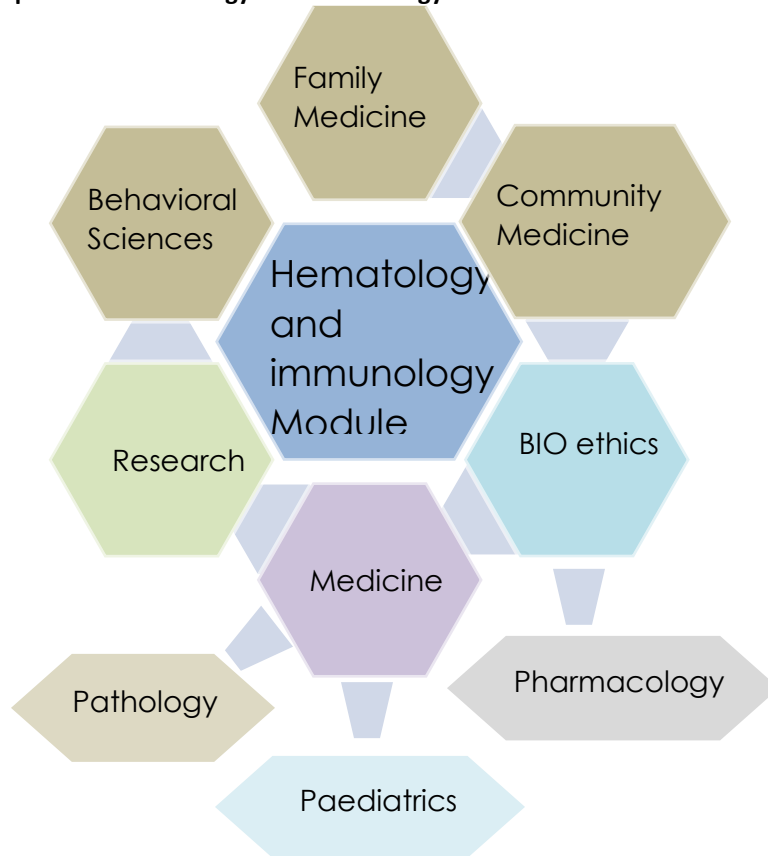 Family
Medicine
Behavioral
Sciences
Community
Medicine
Hematology
and
immunology
Module
Research
BIO ethics
Medicine
Pathology
Pharmacology
Paediatrics